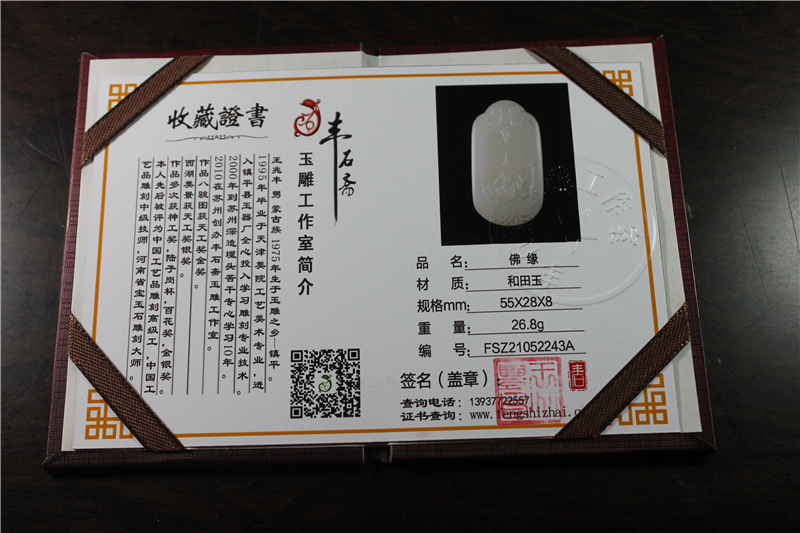 收藏證書
丰石斋
玉雕工作室简介
王兆丰 男 蒙古族 1975年生于玉雕之乡—镇平。
1995年毕业于天津美院工艺美术专业，进
入镇平县玉器厂全心投入学习雕刻专业技术。
2000年到苏州深造埋头苦干专心学习10年。
2010在苏州创办丰石斋玉雕工作室。
作品八骏图获天工奖金奖。
西湖美景获天工奖银奖。
作品多次获神工奖，陆子岗杯，百花奖，金银奖。
本人先后被评为中国工艺品雕刻高级工，中国工
艺品雕刻中级技师，河南省宝玉石雕刻大师。
品 名： 佛缘
材 质： 和田玉
规格mm： 55X28X8
重 量： 26.8g
编 号： FSZ21052243A
签名（盖章）
查询电话：13937722557
证书查询：www.fengshizhai.c